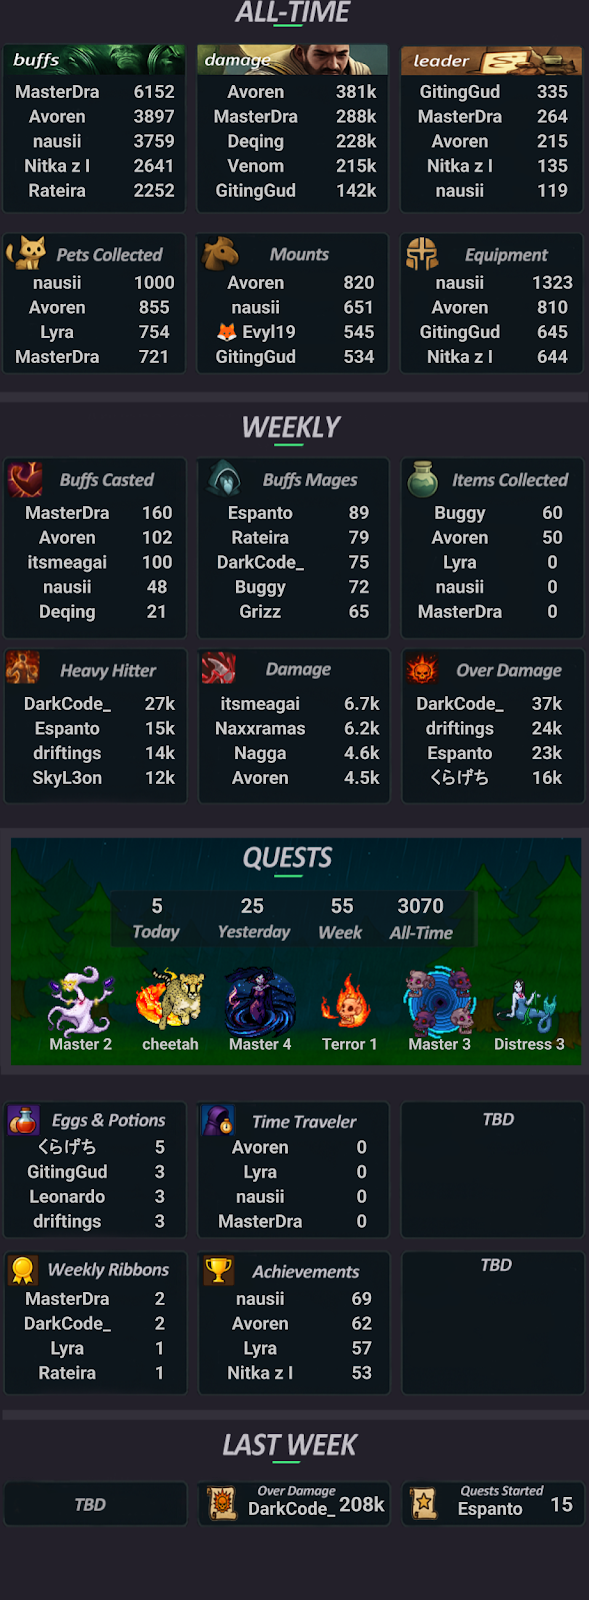 ALL-TIME
buffs
MasterDra 6152
Avoren 3897
nausii 3759
Nitka z l 2641
Rateira 2252
damage
Avoren 381k
MasterDra 288k
Deqing 228k
Venom 215k
GitingGud 142k
leader
GitingGud 335
MasterDra 264
Avoren 215
Nitka z l 135
nausii 119
Pets Collected
nausii 1000
Avoren 855
Lyra 754
MasterDra 721
Mounts
Avoren 820
nausii 651
🦊 Evyl19 545
GitingGud 534
Equipment
nausii 1323
Avoren 810
GitingGud 645
Nitka z l 644
WEEKLY
Buffs Casted
MasterDra 160
Avoren 102
itsmeagai 100
nausii 48
Deqing 21
Buffs Mages
Espanto 89
Rateira 79
DarkCode_ 75
Buggy 72
Grizz 65
Items Collected
Buggy 60
Avoren 50
Lyra 0
nausii 0
MasterDra 0
Heavy Hitter
DarkCode_ 27k
Espanto 15k
driftings 14k
SkyL3on 12k
Damage
itsmeagai 6.7k
Naxxramas 6.2k
Nagga 4.6k
Avoren 4.5k
Over Damage
DarkCode_ 37k
driftings 24k
Espanto 23k
くらげち 16k
QUESTS
5 25 55 3070
Today Yesterday Week All-Time
Master 2 cheetah Master 4 Terror 1 Master 3 Distress 3
Eggs & Potions
くらげち 5
GitingGud 3
Leonardo 3
driftings 3
Time Traveler
Avoren 0
Lyra 0
nausii 0
MasterDra 0
TBD
Weekly Ribbons
MasterDra 2
DarkCode_ 2
Lyra 1
Rateira 1
Achievements
nausii 69
Avoren 62
Lyra 57
Nitka z l 53
TBD
LAST WEEK
TBD
Over Damage
DarkCode_ 208k
Quests Started
Espanto 15